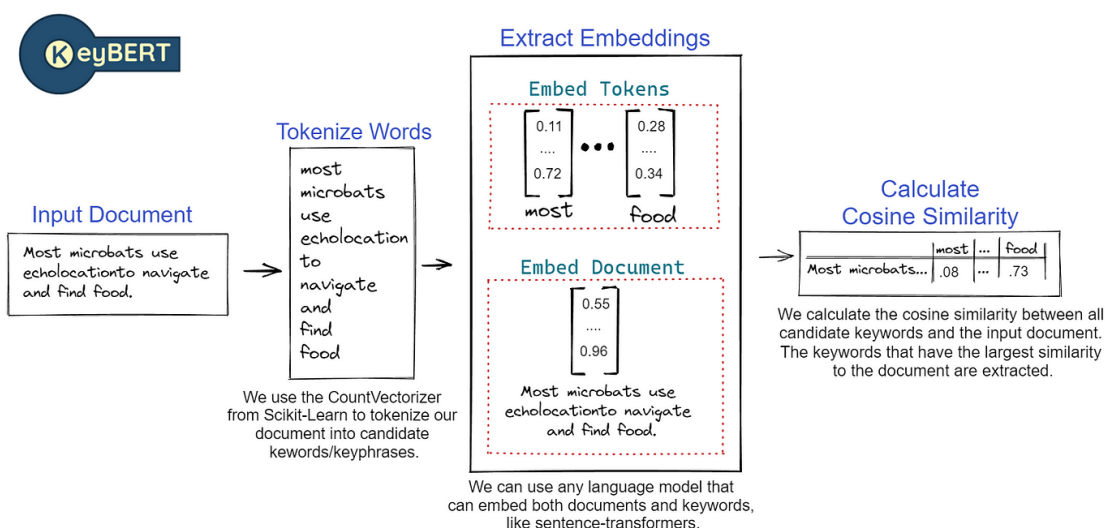 KeyBERT
Input Document
Most microbats use
echolocationto navigate
and find food.
Tokenize Words
most
microbats
use
echolocation
to
navigate
and
find
food
We use the CountVectorizer
from Scikit-Learn to tokenize our
document into candidate
kewords/keyphrases.
Extract Embeddings
Embed Tokens
0.11 0.28
.... ....
0.72 0.34
most food
Embed Document
0.55
....
0.96
Most microbats use
echolocationto navigate
and find food.
We can use any language model that
can embed both documents and keywords,
like sentence-transformers.
Calculate
Cosine Similarity
most ... food
Most microbats... .08 ... .73
We calculate the cosine similarity between all
candidate keywords and the input document.
The keywords that have the largest similarity
to the document are extracted.